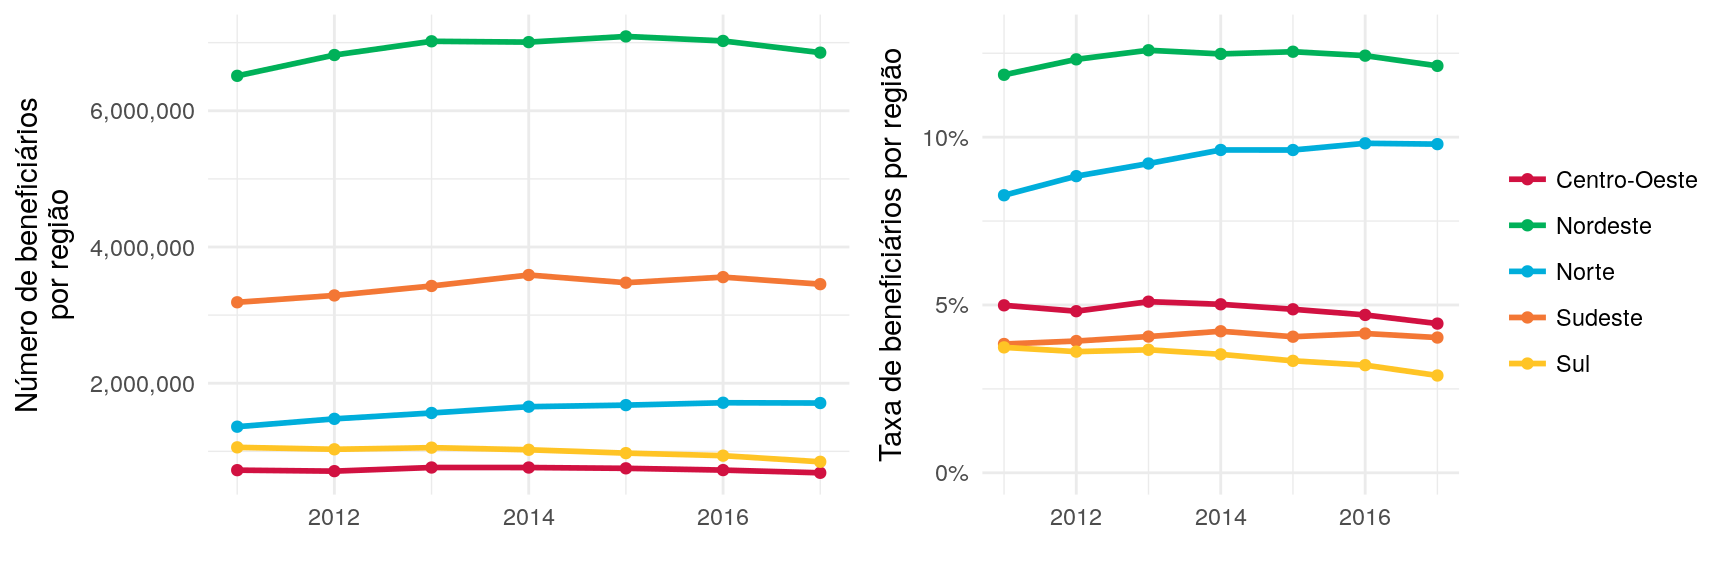 Número de beneficiários
por região
6,000,000
4,000,000
2,000,000
2012
2014
2016
Taxa de beneficiários por região
10%
5%
0%
2012
2014
2016
Centro-Oeste
Nordeste
Norte
Sudeste
Sul